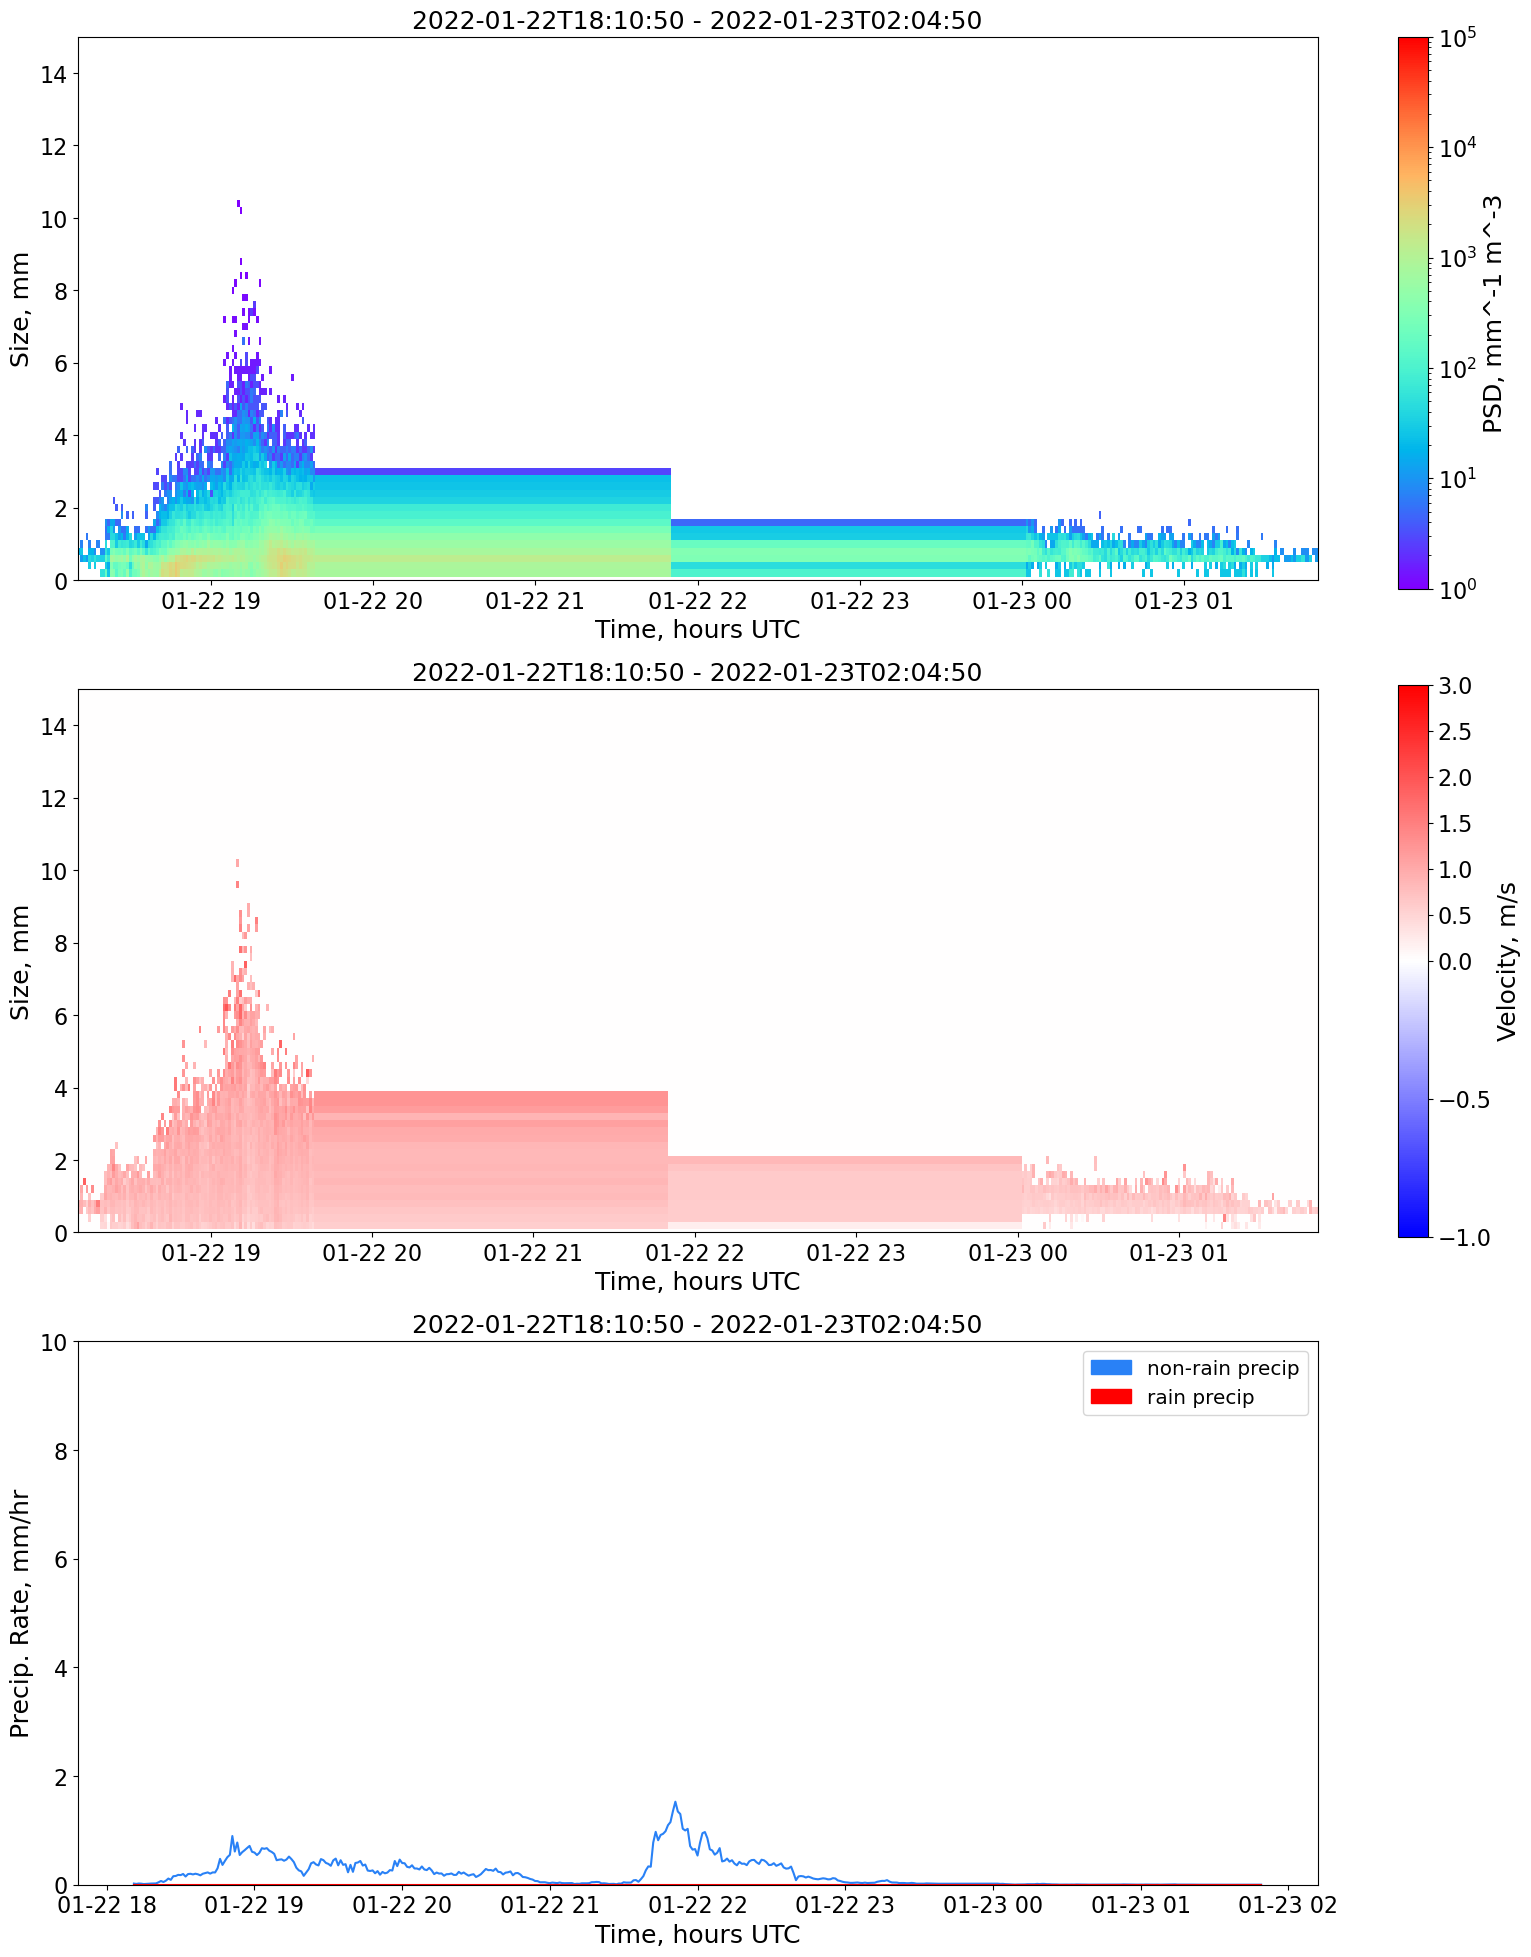 2022-01-22T18:10:50 - 2022-01-23T02:04:50
14
12
10
8
6
4
2
0
Size, mm
01-22 19 01-22 20 01-22 21 01-22 22 01-22 23 01-23 00 01-23 01
Time, hours UTC
10^5
10^4
10^3
10^2
10^1
10^0
PSD, mm^-1 m^-3
2022-01-22T18:10:50 - 2022-01-23T02:04:50
14
12
10
8
6
4
2
0
Size, mm
01-22 19 01-22 20 01-22 21 01-22 22 01-22 23 01-23 00 01-23 01
Time, hours UTC
3.0
2.5
2.0
1.5
1.0
0.5
0.0
−0.5
−1.0
Velocity, m/s
2022-01-22T18:10:50 - 2022-01-23T02:04:50
10
8
6
4
2
0
Precip. Rate, mm/hr
non-rain precip
rain precip
01-22 18 01-22 19 01-22 20 01-22 21 01-22 22 01-22 23 01-23 00 01-23 01 01-23 02
Time, hours UTC